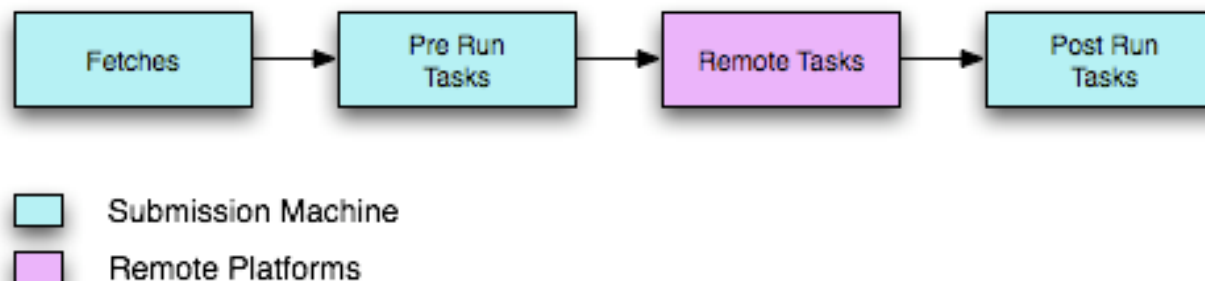 Fetches
Pre Run
Tasks
Remote Tasks
Post Run
Tasks
Submission Machine
Remote Platforms